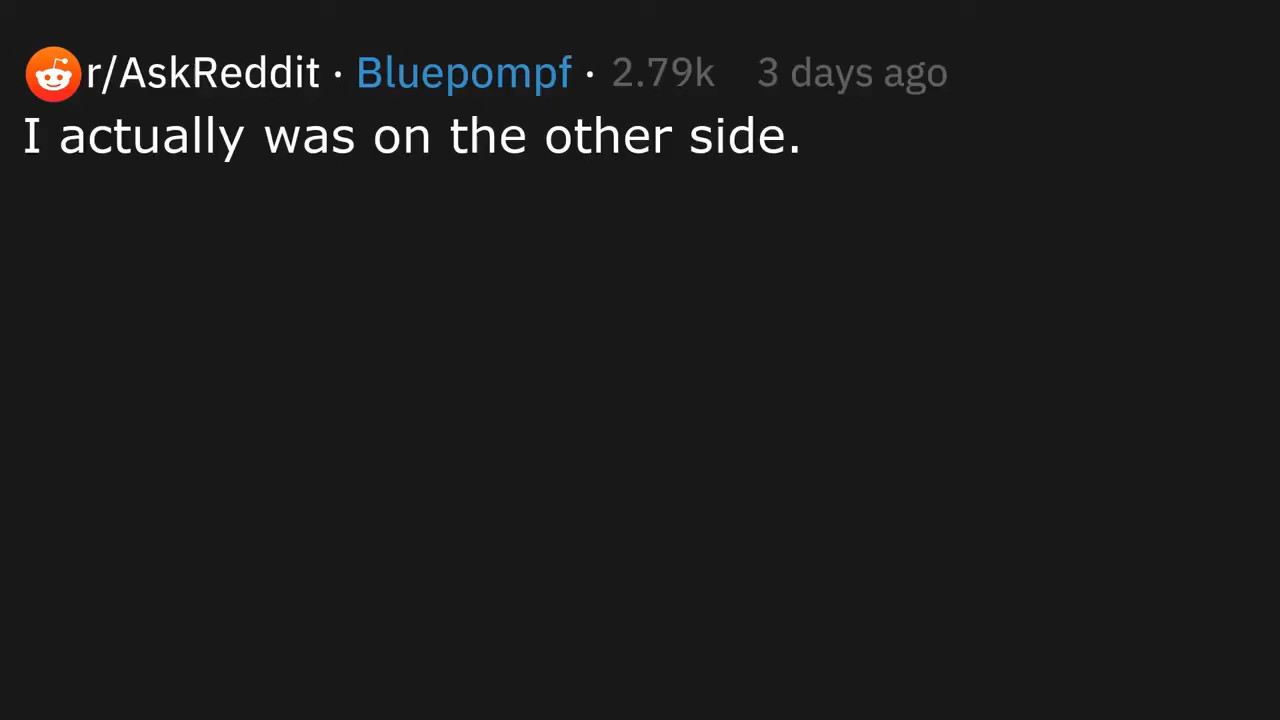 r/AskReddit · Bluepompf · 2.79k 3 days ago
I actually was on the other side.